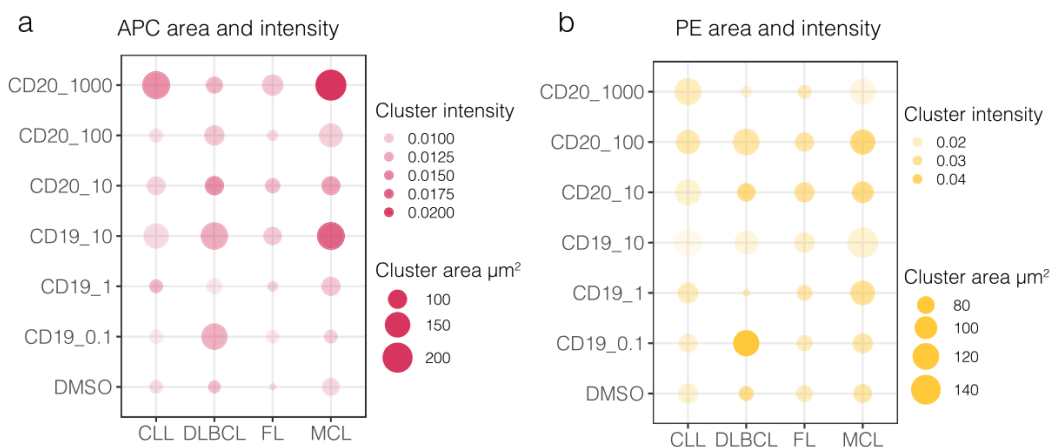 a
APC area and intensity
CD20_1000
CD20_100
CD20_10
CD19_10
CD19_1
CD19_0.1
DMSO
CLL DLBCL FL MCL
Cluster intensity
0.0100
0.0125
0.0150
0.0175
0.0200
Cluster area µm²
100
150
200
b
PE area and intensity
CD20_1000
CD20_100
CD20_10
CD19_10
CD19_1
CD19_0.1
DMSO
CLL DLBCL FL MCL
Cluster intensity
0.02
0.03
0.04
Cluster area µm²
80
100
120
140